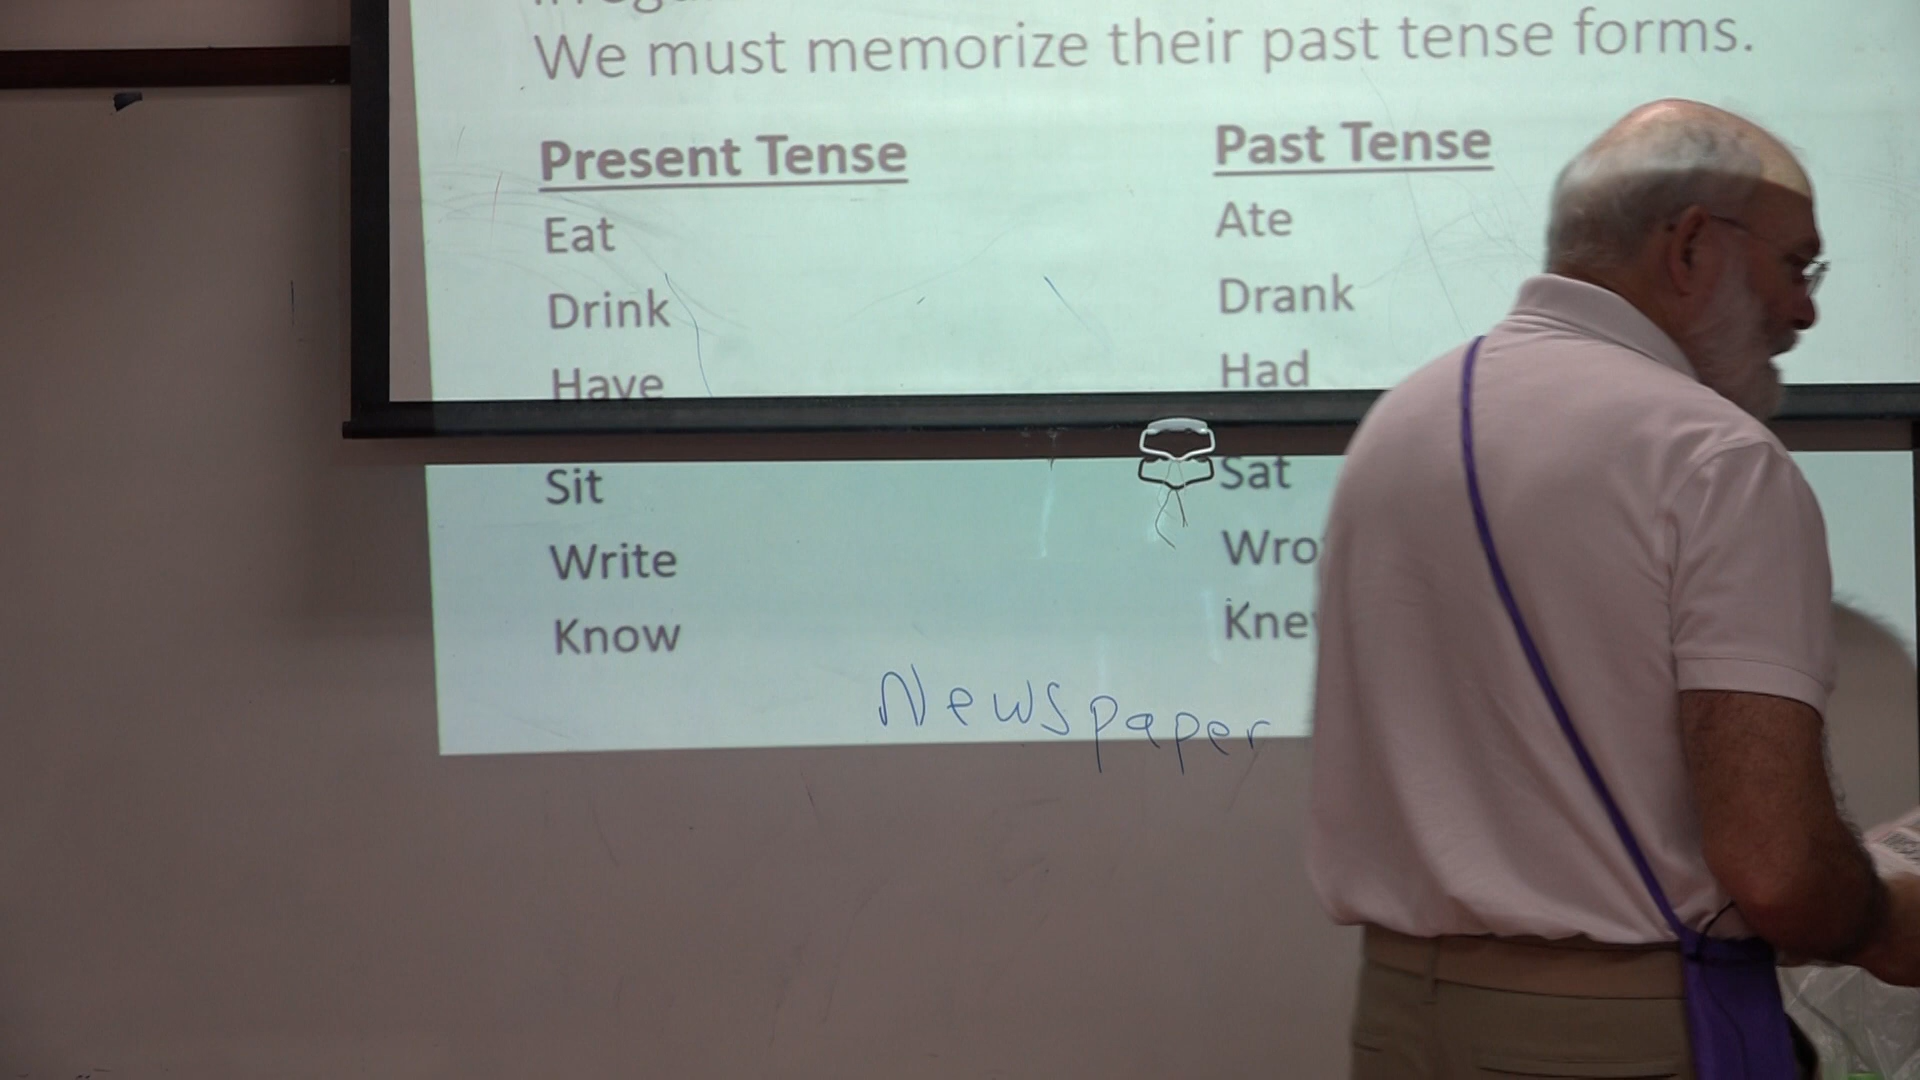 We must memorize their past tense forms.
Present Tense Past Tense
Eat Ate
Drink Drank
Have Had
Sit Sat
Write
Know
Newspaper